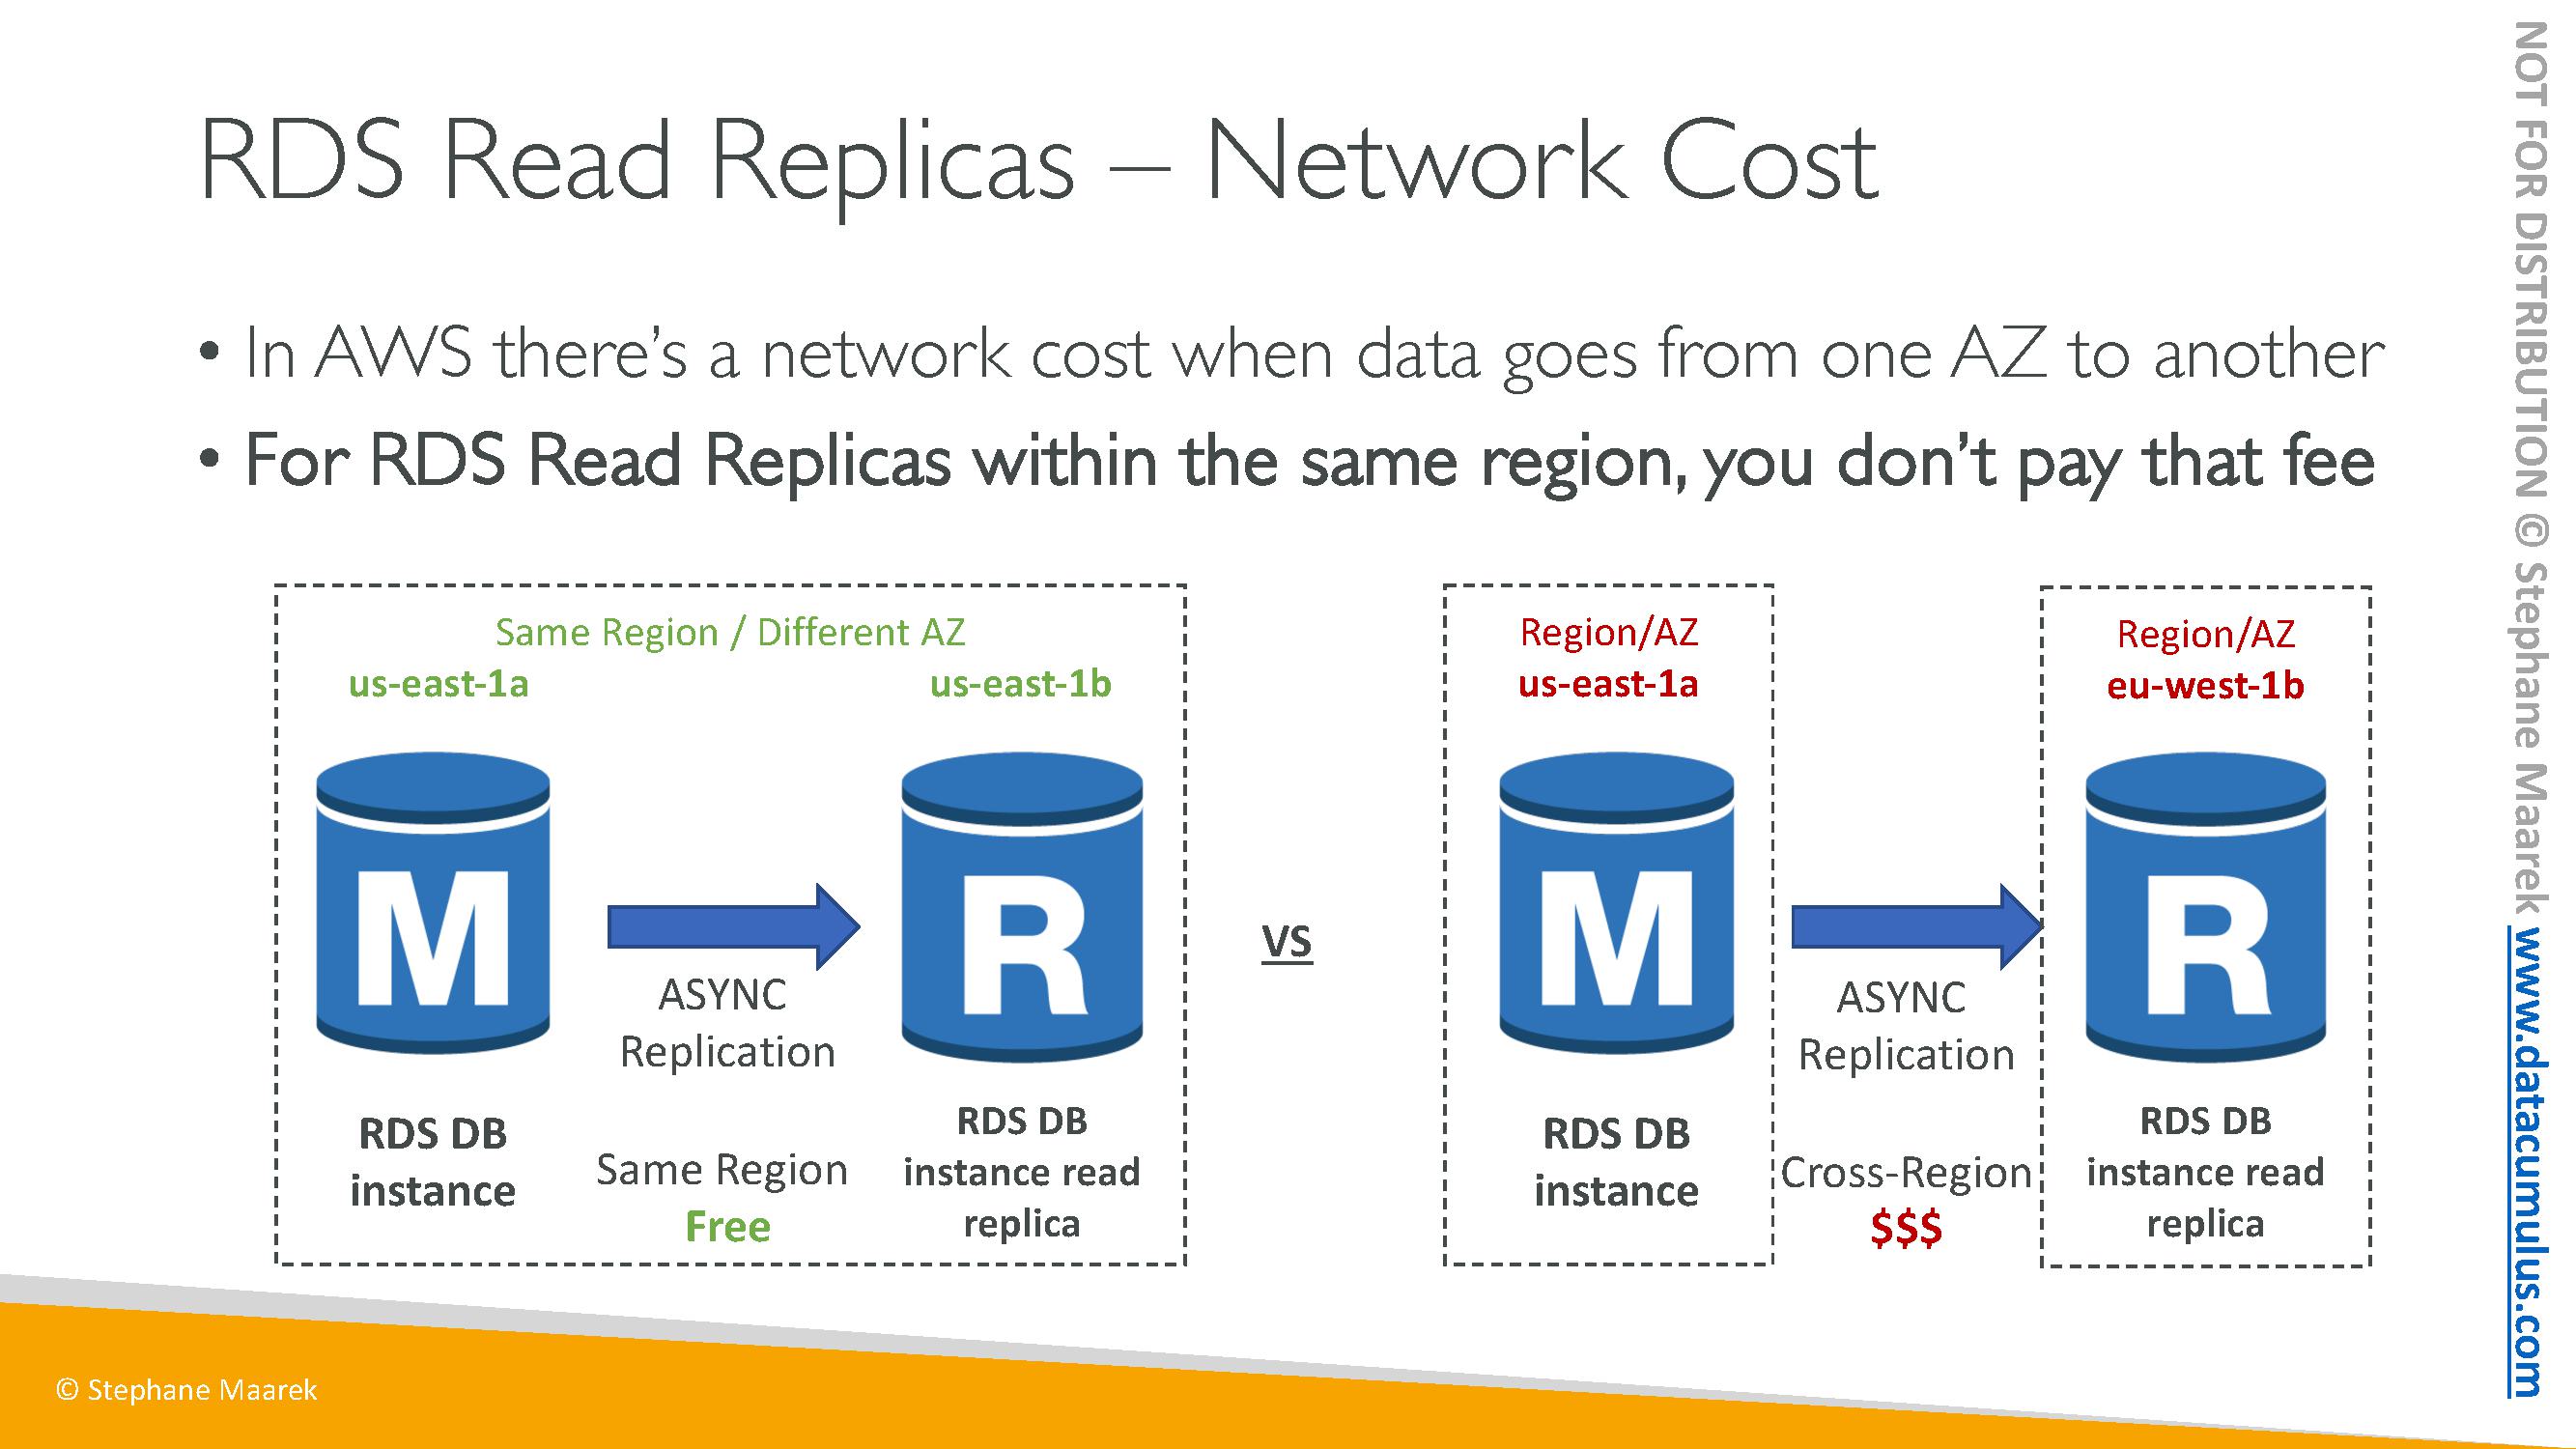 RDS Read Replicas – Network Cost
• In AWS there’s a network cost when data goes from one AZ to another
• For RDS Read Replicas within the same region, you don’t pay that fee
Same Region / Different AZ
us-east-1a
us-east-1b
M
ASYNC
Replication
R
RDS DB
instance
Same Region
Free
RDS DB
instance read
replica
VS
Region/AZ
us-east-1a
M
ASYNC
Replication
RDS DB
instance
Cross-Region
$$$
Region/AZ
eu-west-1b
R
RDS DB
instance read
replica
© Stephane Maarek
NOT FOR DISTRIBUTION © Stephane Maarek www.datacumulus.com